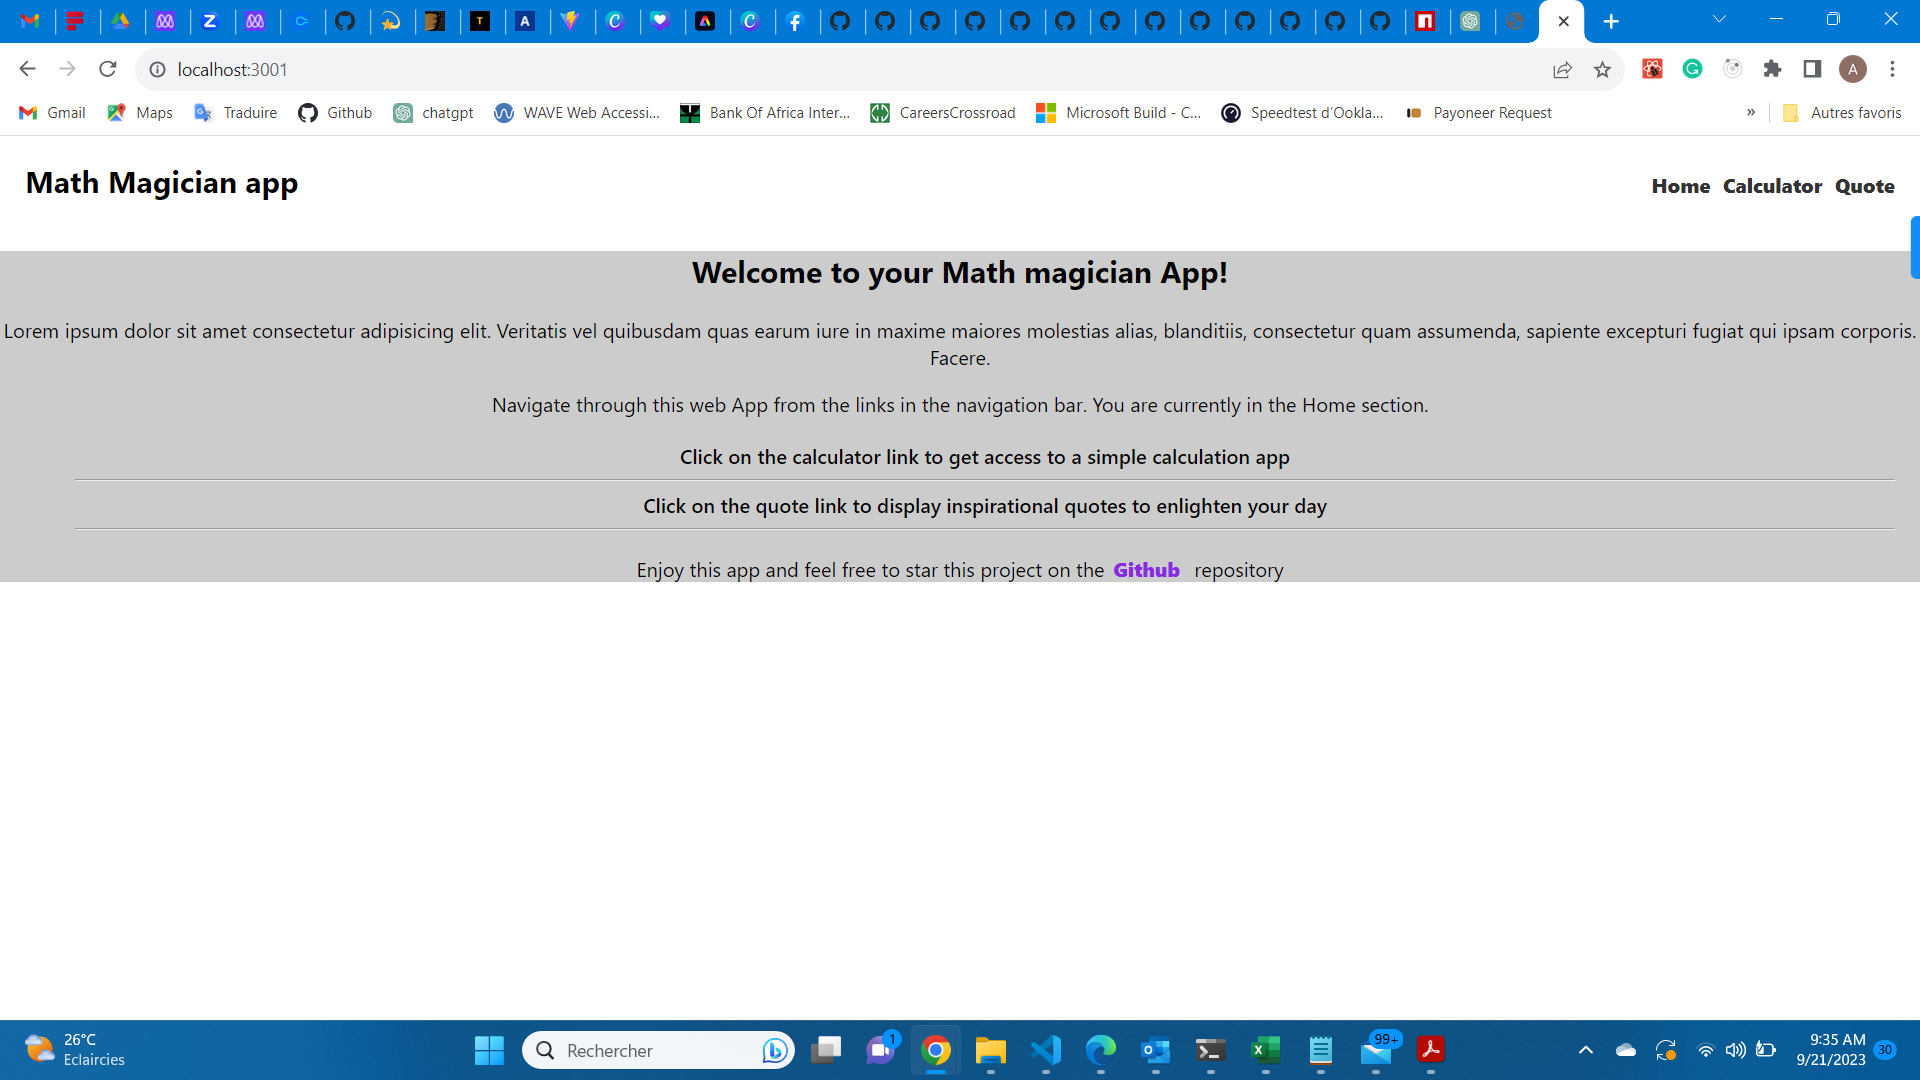 localhost:3001
Gmail Maps Traduire Github chatgpt WAVE Web Accessi... Bank Of Africa Inter... CareersCrossroad Microsoft Build - C... Speedtest d'Ookla... Payoneer Request » Autres favoris
A
Math Magician app
Home Calculator Quote
Welcome to your Math magician App!
Lorem ipsum dolor sit amet consectetur adipisicing elit. Veritatis vel quibusdam quas earum iure in maxime maiores molestias alias, blanditiis, consectetur quam assumenda, sapiente excepturi fugiat qui ipsam corporis.
Facere.
Navigate through this web App from the links in the navigation bar. You are currently in the Home section.
Click on the calculator link to get access to a simple calculation app
Click on the quote link to display inspirational quotes to enlighten your day
Enjoy this app and feel free to star this project on the Github repository
26°C
Eclaircies
Rechercher
1
99+
9:35 AM
9/21/2023
30